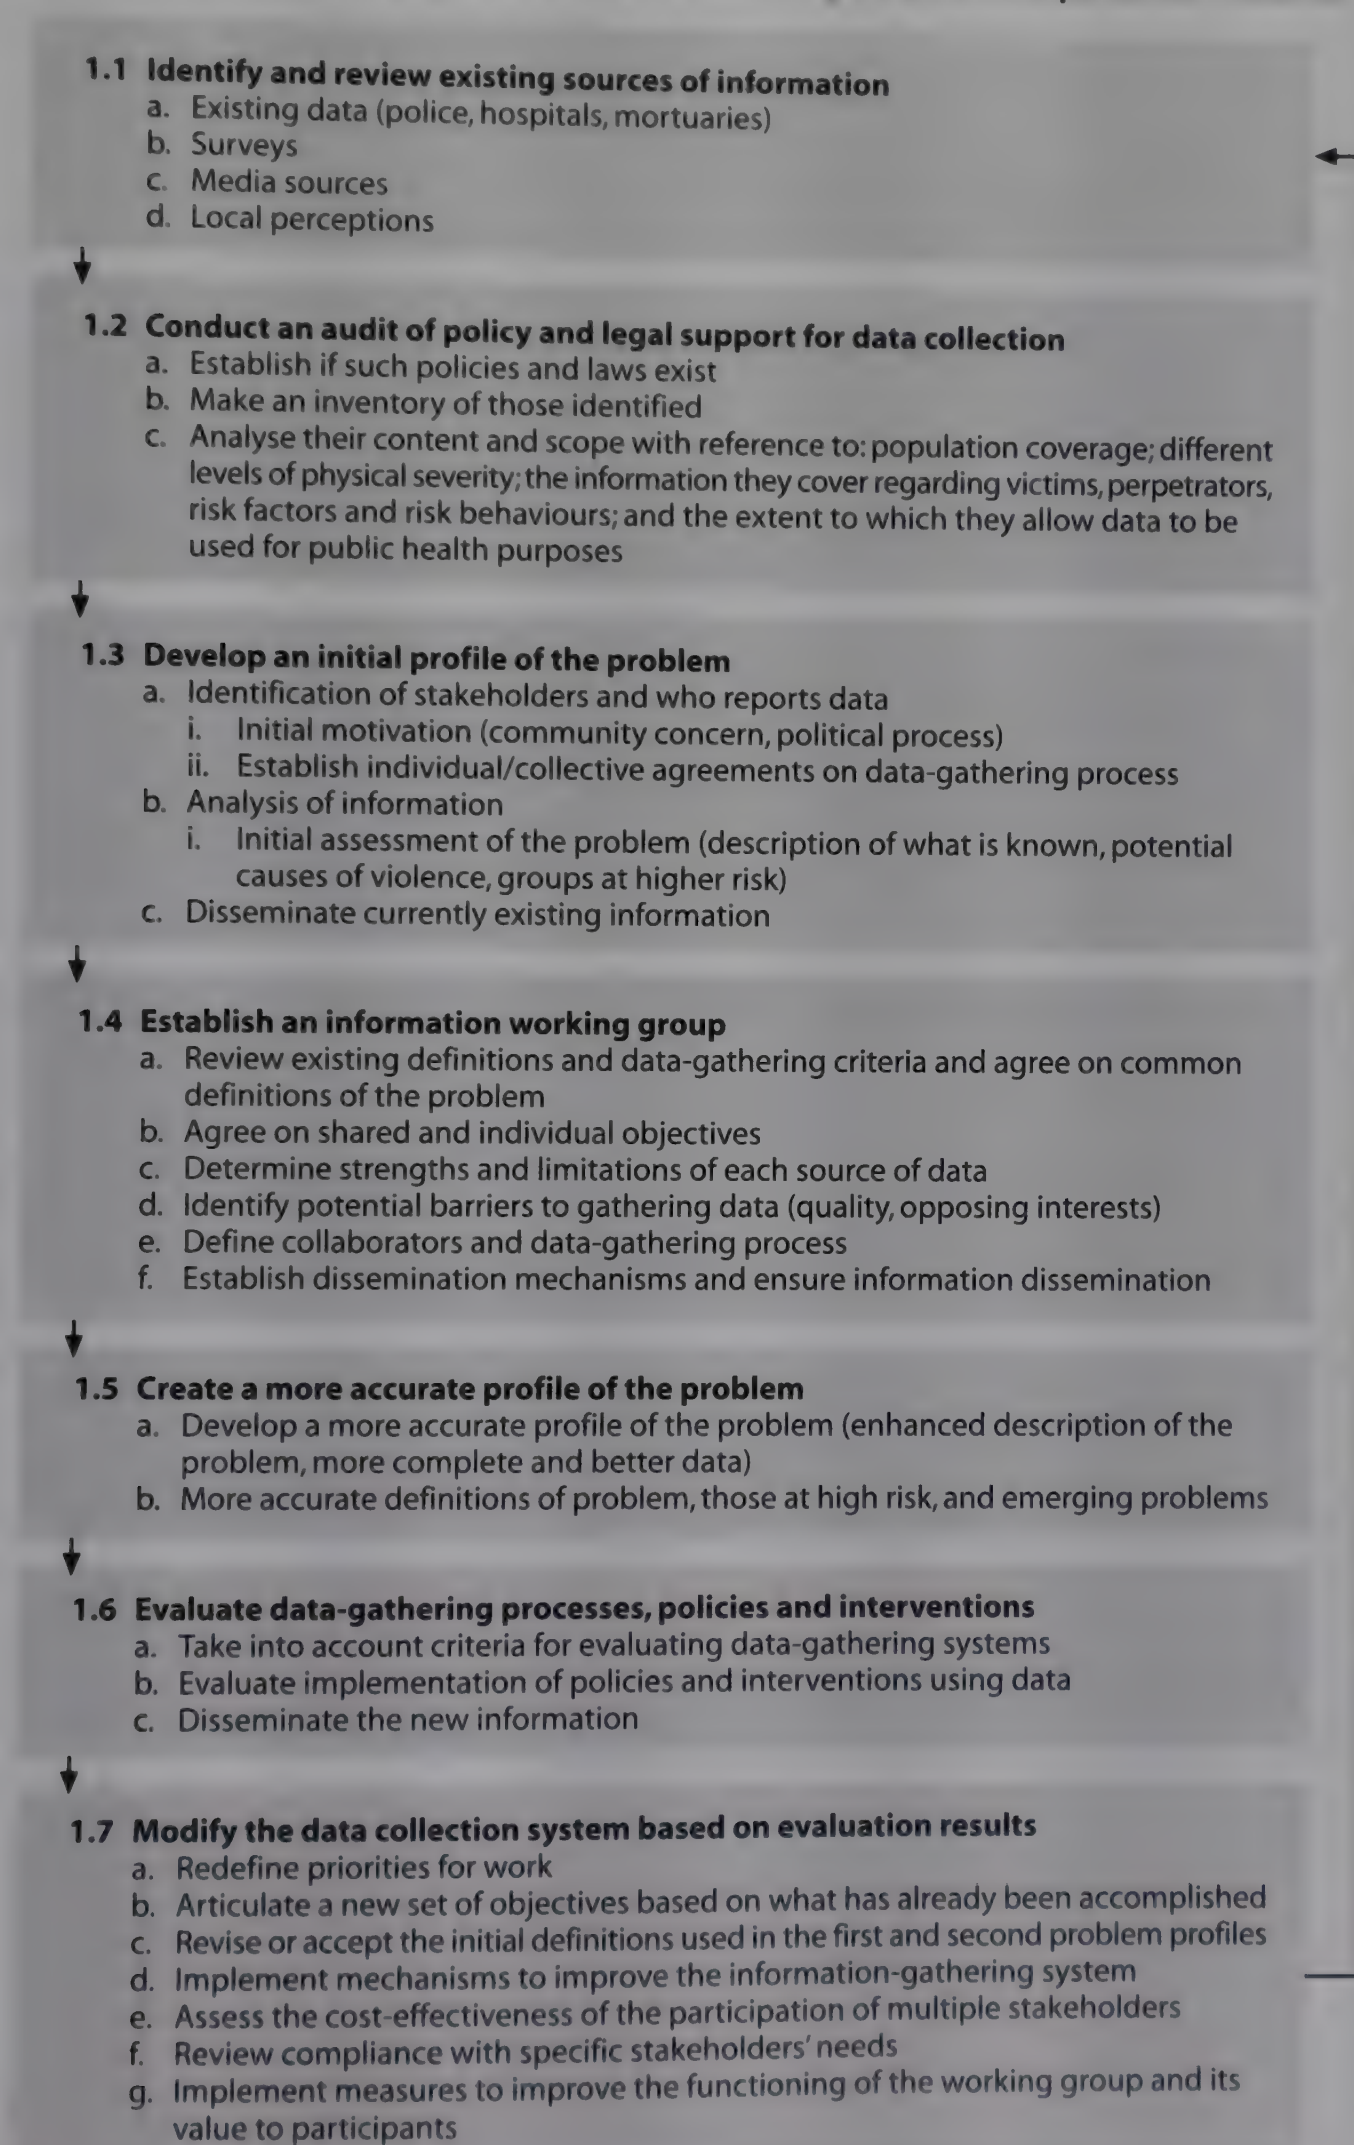 1.1 Identify and review existing sources of information
a. Existing data (police, hospitals, mortuaries)
b. Surveys
c. Media sources
d. Local perceptions
1.2 Conduct an audit of policy and legal support for data collection
a. Establish if such policies and laws exist
b. Make an inventory of those identified
c. Analyse their content and scope with reference to: population coverage; different
levels of physical severity; the information they cover regarding victims, perpetrators,
risk factors and risk behaviours; and the extent to which they allow data to be
used for public health purposes
1.3 Develop an initial profile of the problem
a. Identification of stakeholders and who reports data
i. Initial motivation (community concern, political process)
ii. Establish individual/collective agreements on data-gathering process
b. Analysis of information
i. Initial assessment of the problem (description of what is known, potential
causes of violence, groups at higher risk)
c. Disseminate currently existing information
1.4 Establish an information working group
a. Review existing definitions and data-gathering criteria and agree on common
definitions of the problem
b. Agree on shared and individual objectives
c. Determine strengths and limitations of each source of data
d. Identify potential barriers to gathering data (quality, opposing interests)
e. Define collaborators and data-gathering process
f. Establish dissemination mechanisms and ensure information dissemination
1.5 Create a more accurate profile of the problem
a. Develop a more accurate profile of the problem (enhanced description of the
problem, more complete and better data)
b. More accurate definitions of problem, those at high risk, and emerging problems
1.6 Evaluate data-gathering processes, policies and interventions
a. Take into account criteria for evaluating data-gathering systems
b. Evaluate implementation of policies and interventions using data
c. Disseminate the new information
1.7 Modify the data collection system based on evaluation results
a. Redefine priorities for work
b. Articulate a new set of objectives based on what has already been accomplished
c. Revise or accept the initial definitions used in the first and second problem profiles
d. Implement mechanisms to improve the information-gathering system
e. Assess the cost-effectiveness of the participation of multiple stakeholders
f. Review compliance with specific stakeholders' needs
g. Implement measures to improve the functioning of the working group and its
value to participants